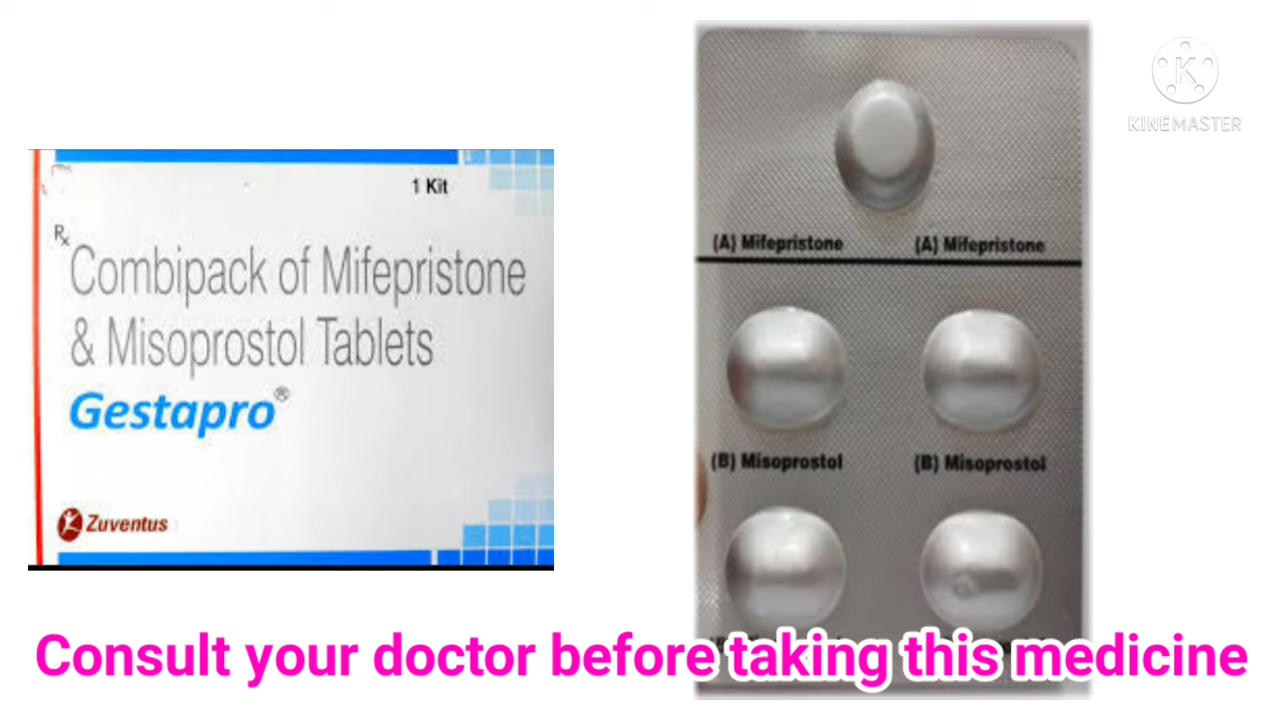 1 Kit
Rx
Combipack of Mifepristone
& Misoprostol Tablets
Gestapro®
Zuventus
(A) Mifepristone (A) Mifepristone
(B) Misoprostol (B) Misoprostol
K
KINEMASTER
Consult your doctor before taking this medicine